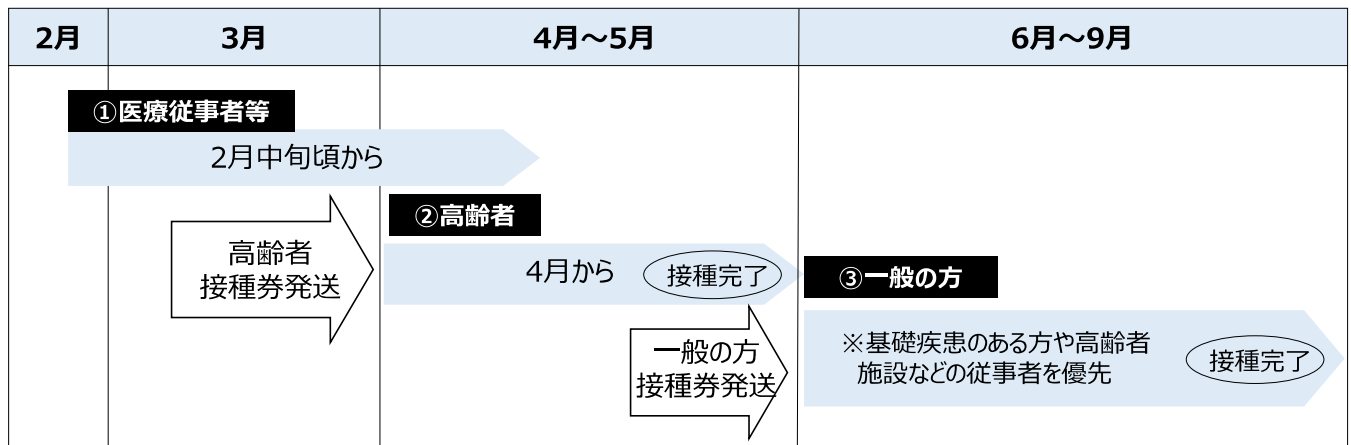 2月
3月
4月～5月
6月～9月
①医療従事者等
2月中旬頃から
高齢者
接種券発送
②高齢者
4月から
接種完了
一般の方
接種券発送
③一般の方
※基礎疾患のある方や高齢者
施設などの従事者を優先
接種完了